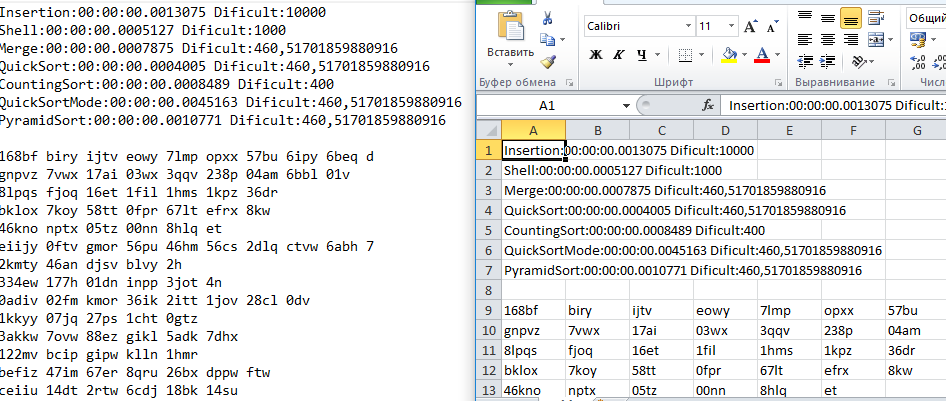 Insertion:00:00:00.0013075 Dificult:10000
Shell:00:00:00.0005127 Dificult:1000
Merge:00:00:00.0007875 Dificult:460,51701859880916
QuickSort:00:00:00.0004005 Dificult:460,51701859880916
CountingSort:00:00:00.0008489 Dificult:400
QuickSortMode:00:00:00.0045163 Dificult:460,51701859880916
PyramidSort:00:00:00.0010771 Dificult:460,51701859880916
168bf biry ijtv eowy 7lmp opxx 57bu 6ipy 6beq d
gnpvz 7vwx 17ai 03wx 3qqv 238p 04am 6bbl 01v
8lpqs fjoq 16et 1fil 1hms 1kpz 36dr
bklox 7koy 58tt 0fpr 67lt efrx 8kw
46kno nptx 05tz 00nn 8hlq et
eiijy 0ftv gmor 56pu 46hm 56cs 2dlq ctvw 6abh 7
2kmty 46an djsv blvy 2h
334ew 177h 01dn inpp 3jot 4n
0adiv 02fm kmor 36ik 2itt 1jov 28cl 0dv
1kkyy 07jq 27ps 1cht 0gtz
3akkw 7ovw 88ez gikl 5adk 7dhx
122mv bcip gipw klln 1hmr
befiz 47im 67er 8qru 26bx dppw ftw
ceiiu 14dt 2rtw 6cdj 18bk 14su
Calibri 11 A A Общий
Вставить
Ж К Ч A
Буфер обмена Шрифт Выравнивание
A1 fx Insertion:00:00:00.0013075 Dificult:
A B C D E F G
1 Insertion:00:00:00.0013075 Dificult:10000
2 Shell:00:00:00.0005127 Dificult:1000
3 Merge:00:00:00.0007875 Dificult:460,51701859880916
4 QuickSort:00:00:00.0004005 Dificult:460,51701859880916
5 CountingSort:00:00:00.0008489 Dificult:400
6 QuickSortMode:00:00:00.0045163 Dificult:460,51701859880916
7 PyramidSort:00:00:00.0010771 Dificult:460,51701859880916
8
9 168bf biry ijtv eowy 7lmp opxx 57bu
10 gnpvz 7vwx 17ai 03wx 3qqv 238p 04am
11 8lpqs fjoq 16et 1fil 1hms 1kpz 36dr
12 bklox 7koy 58tt 0fpr 67lt efrx 8kw
13 46kno nptx 05tz 00nn 8hlq et